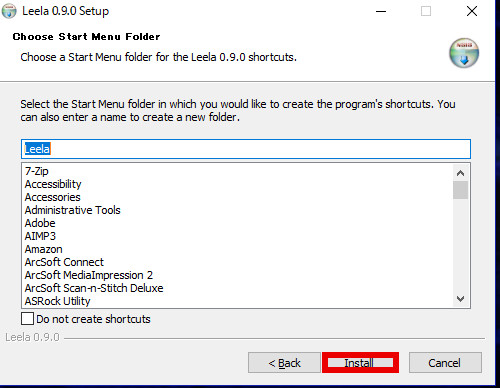 Leela 0.9.0 Setup
Choose Start Menu Folder
Choose a Start Menu folder for the Leela 0.9.0 shortcuts.
Select the Start Menu folder in which you would like to create the program's shortcuts. You
can also enter a name to create a new folder.
Leela
7-Zip
Accessibility
Accessories
Administrative Tools
Adobe
AIMP3
Amazon
ArcSoft Connect
ArcSoft MediaImpression 2
ArcSoft Scan-n-Stitch Deluxe
ASRock Utility
Do not create shortcuts
Leela 0.9.0
< Back Install Cancel